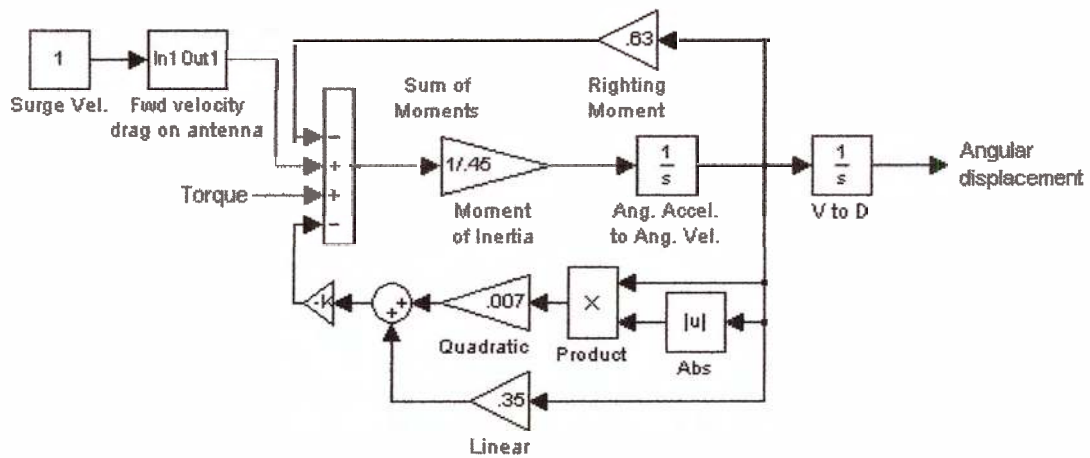 .63
1
In1 Out1
Surge Vel.
Fwd velocity
drag on antenna
Sum of
Moments
Righting
Moment
−
+
+
−
Torque
1/.45
Moment
of Inertia
1
s
Ang. Accel.
to Ang. Vel.
1
s
V to D
Angular
displacement
-K
+
+
.007
Quadratic
×
Product
|u|
Abs
.35
Linear